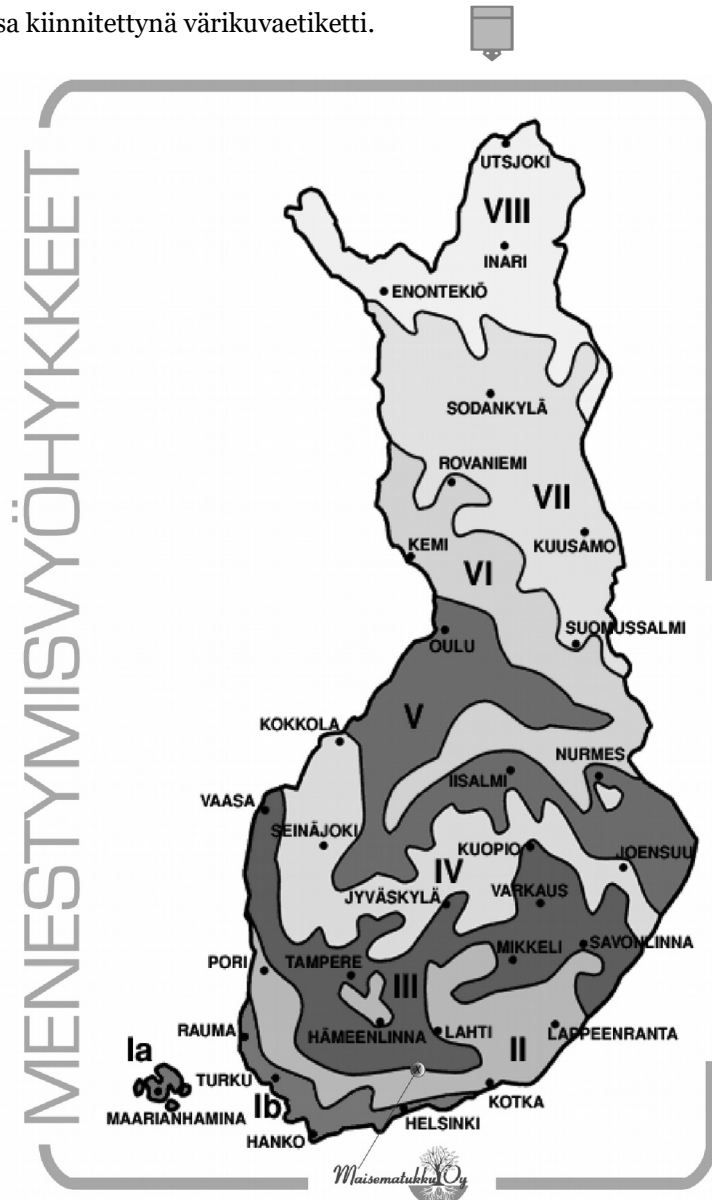 sa kiinnitettynä värikuvaetiketti.
MENESTYMISVYÖHYKKEET
UTSJOKI
VIII
INARI
ENONTEKIÖ
SODANKYLÄ
ROVANIEMI
VII
KEMI
KUUSAMO
VI
SUOMUSSALMI
OULU
V
KOKKOLA
NURMES
IISALMI
VAASA
SEINÄJOKI
KUOPIO
JOENSUU
IV
VARKAUS
JYVÄSKYLÄ
MIKKELI
SAVONLINNA
PORI
TAMPERE
III
RAUMA
HÄMEENLINNA
LAHTI
LAPPEENRANTA
Ia
II
TURKU
Ib
KOTKA
MAARIANHAMINA
HELSINKI
HANKO
Maisematukku Oy